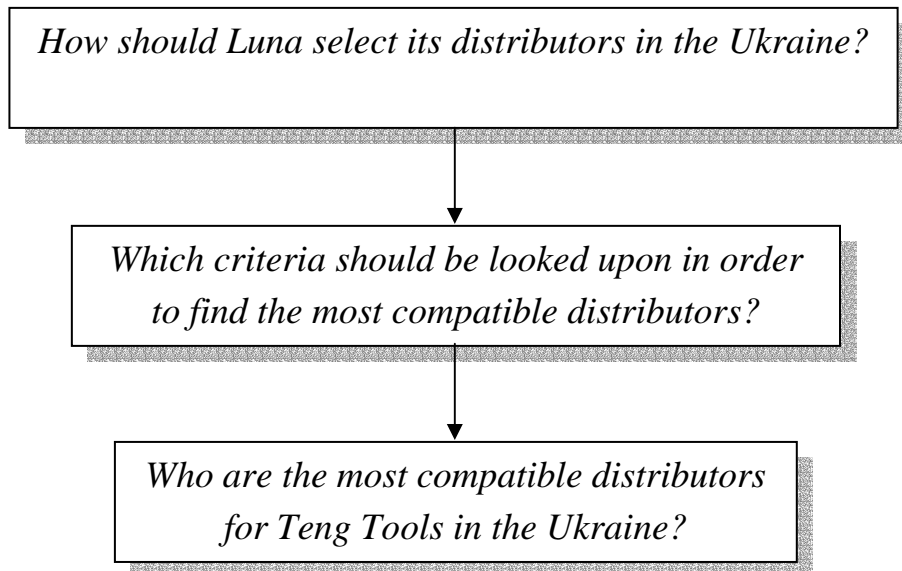 How should Luna select its distributors in the Ukraine?
Which criteria should be looked upon in order
to find the most compatible distributors?
Who are the most compatible distributors
for Teng Tools in the Ukraine?